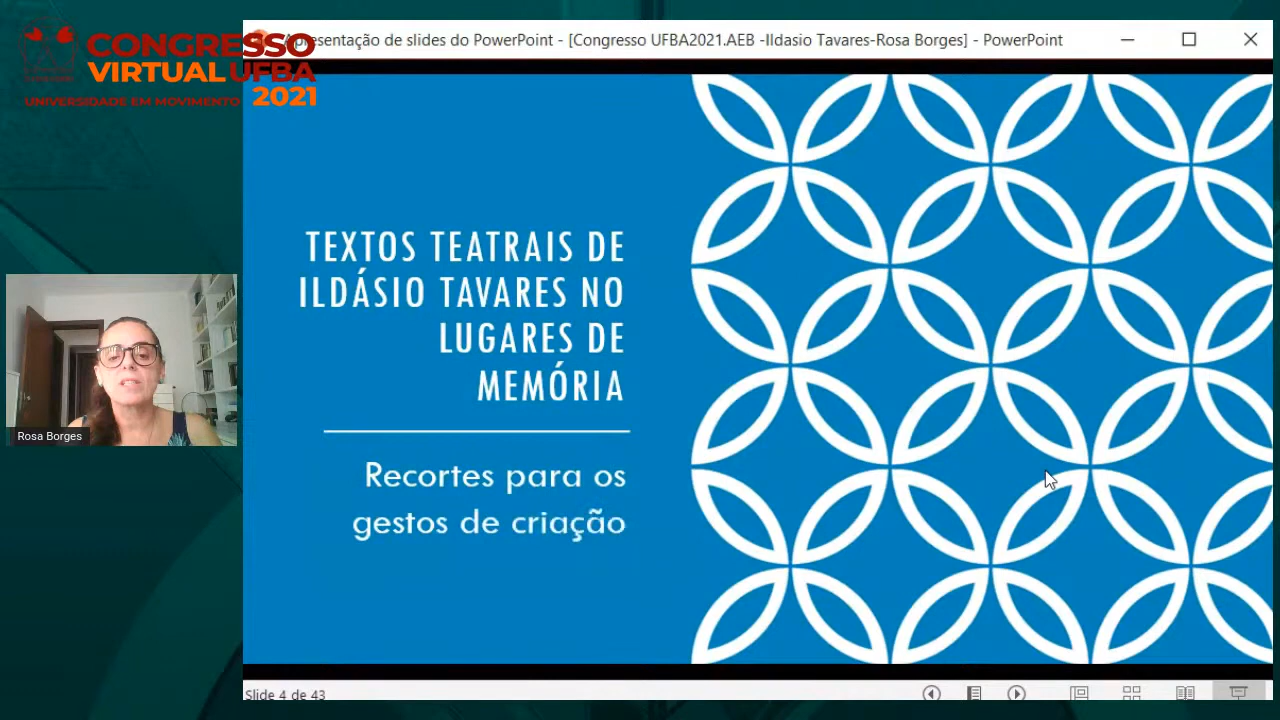 CONGRESSO
VIRTUAL UFBA
UNIVERSIDADE EM MOVIMENTO 2021
Apresentação de slides do PowerPoint - [Congresso UFBA2021.AEB -Ildasio Tavares-Rosa Borges] - PowerPoint
TEXTOS TEATRAIS DE
ILDÁSIO TAVARES NO
LUGARES DE
MEMÓRIA
Recortes para os
gestos de criação
Rosa Borges
Slide 4 de 43